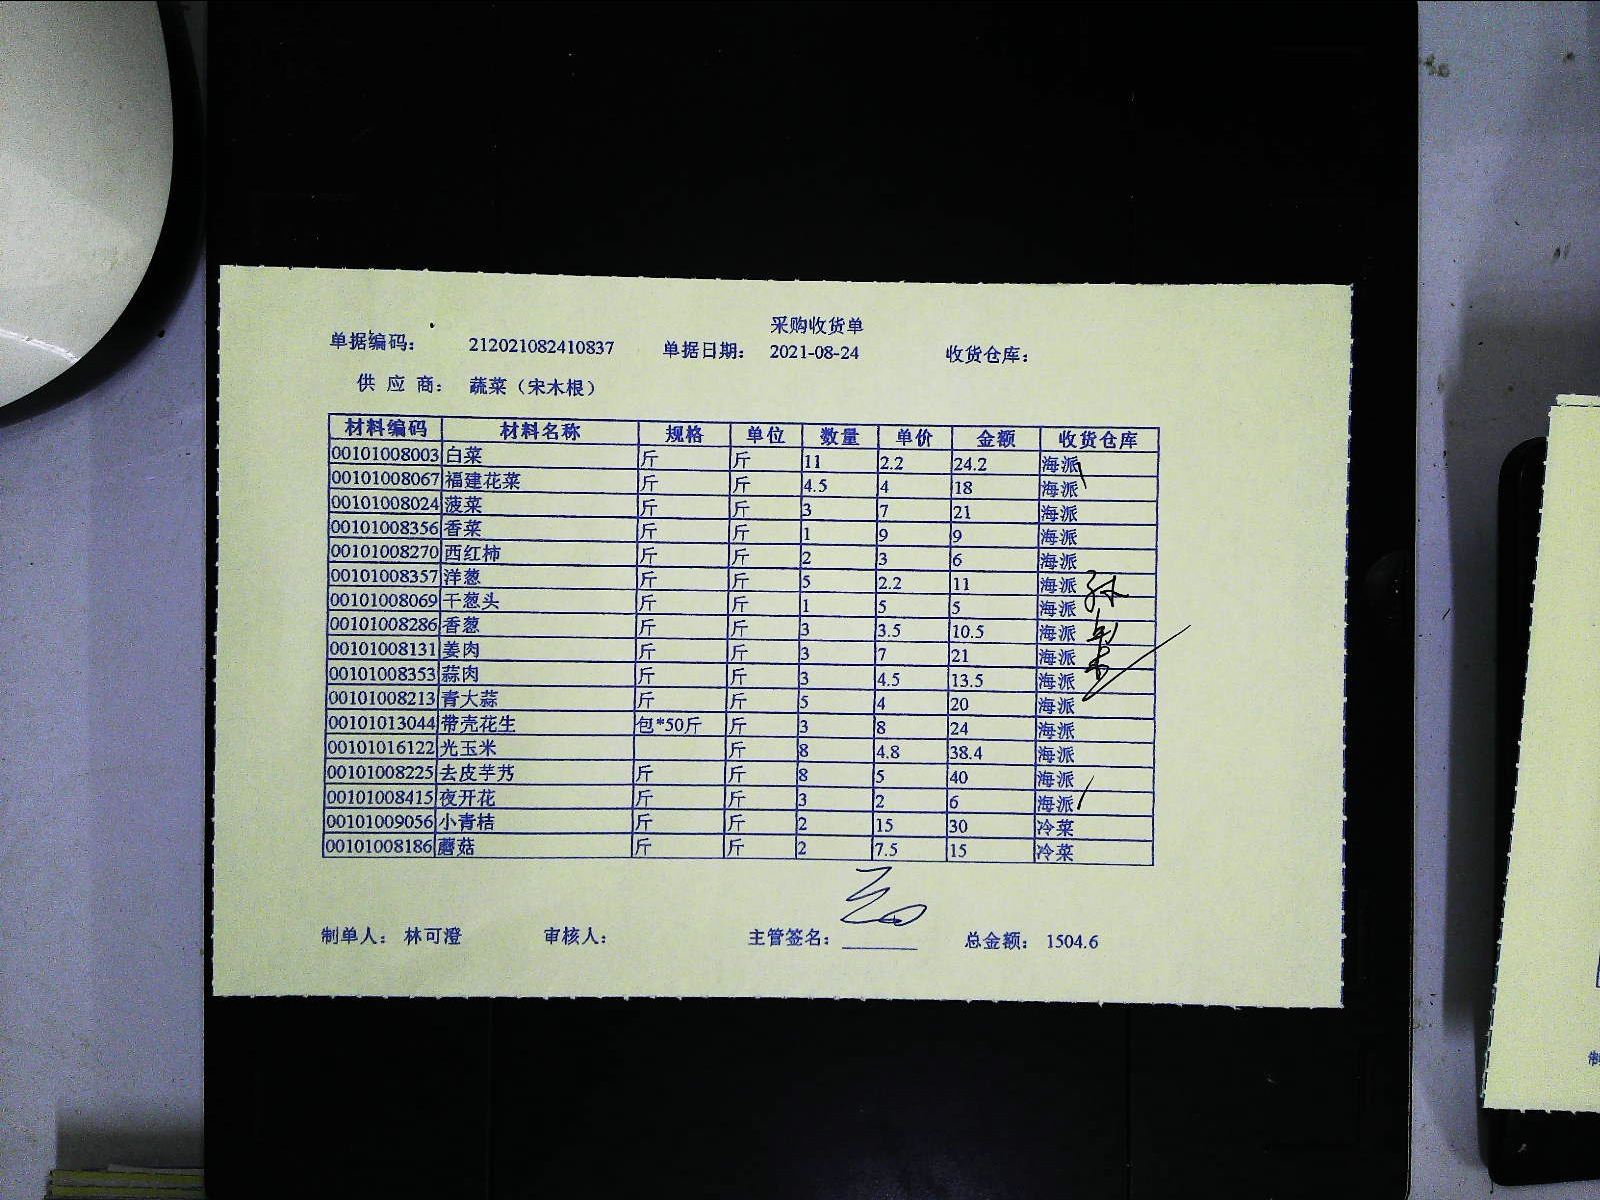 采购收货单
单据编码： 212021082410837 单据日期： 2021-08-24 收货仓库：
供 应 商： 蔬菜（宋木根）
材料编码 材料名称 规格 单位 数量 单价 金额 收货仓库
00101008003 白菜 斤 斤 11 2.2 24.2 海派
00101008067 福建花菜 斤 斤 4.5 4 18 海派
00101008024 菠菜 斤 斤 3 7 21 海派
00101008356 香菜 斤 斤 1 9 9 海派
00101008270 西红柿 斤 斤 2 3 6 海派
00101008357 洋葱 斤 斤 5 2.2 11 海派
00101008069 干葱头 斤 斤 1 5 5 海派
00101008286 香葱 斤 斤 3 3.5 10.5 海派
00101008131 姜肉 斤 斤 3 7 21 海派
00101008353 蒜肉 斤 斤 3 4.5 13.5 海派
00101008213 青大蒜 斤 斤 5 4 20 海派
00101013044 带壳花生 包*50斤 斤 3 8 24 海派
00101016122 光玉米 斤 8 4.8 38.4 海派
00101008225 去皮芋艿 斤 斤 8 5 40 海派
00101008415 夜开花 斤 斤 3 2 6 海派
00101009056 小青桔 斤 斤 2 15 30 冷菜
00101008186 蘑菇 斤 斤 2 7.5 15 冷菜
制单人： 林可澄 审核人： 主管签名： 总金额： 1504.6